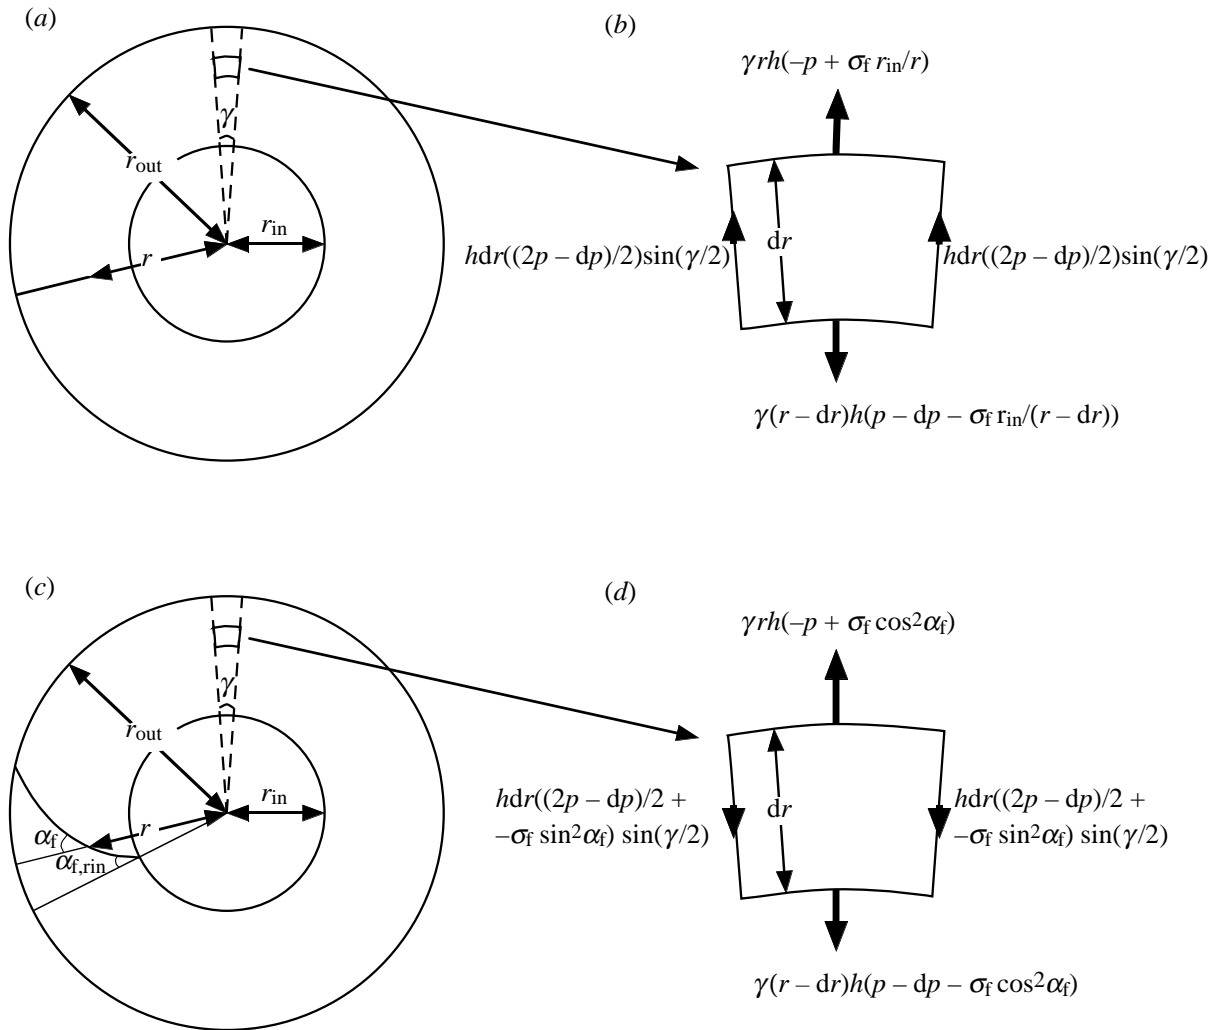 (a)
(b)
γrh(–p + σf rin/r)
γ
rout
rin
r
dr
hdr((2p – dp)/2)sin(γ/2)
hdr((2p – dp)/2)sin(γ/2)
γ(r – dr)h(p – dp – σf rin/(r – dr))
(c)
(d)
γrh(–p + σf cos²αf)
γ
rout
rin
r
αf
αf,rin
dr
hdr((2p – dp)/2 +
-σf sin²αf) sin(γ/2)
hdr((2p – dp)/2 +
-σf sin²αf) sin(γ/2)
γ(r – dr)h(p – dp – σf cos²αf)